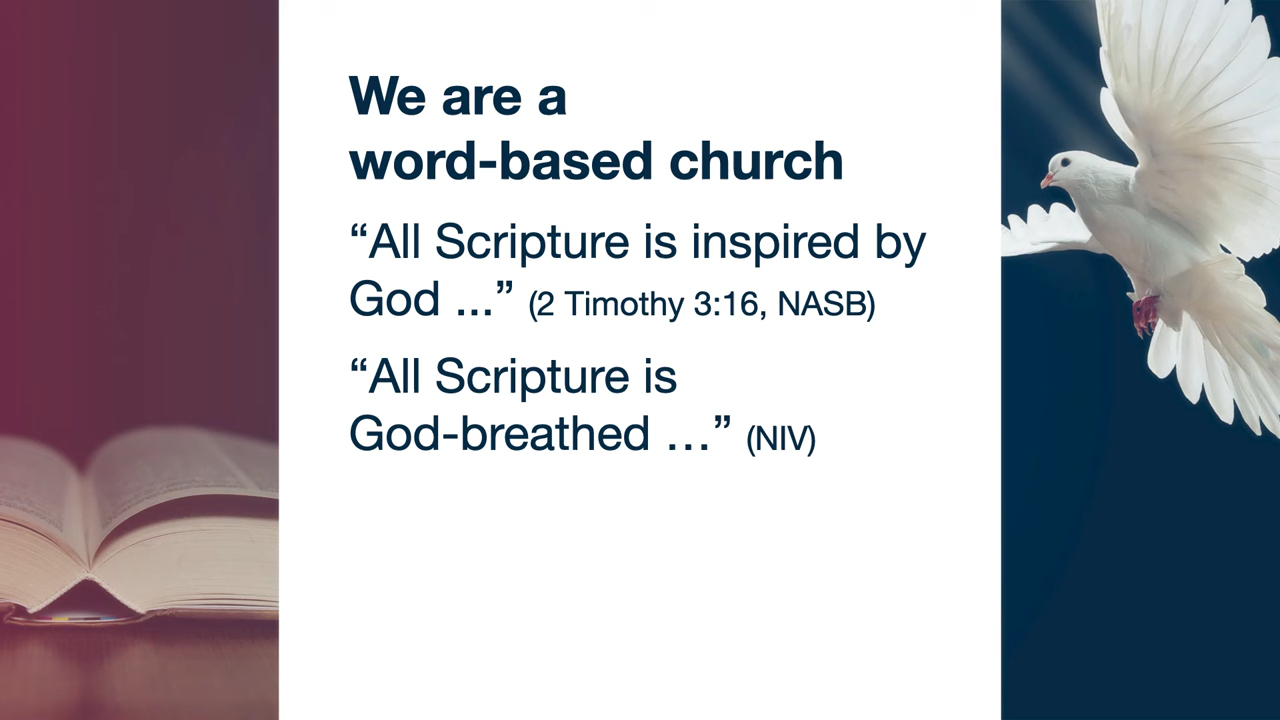 We are a
word-based church
“All Scripture is inspired by
God ...” (2 Timothy 3:16, NASB)
“All Scripture is
God-breathed …” (NIV)